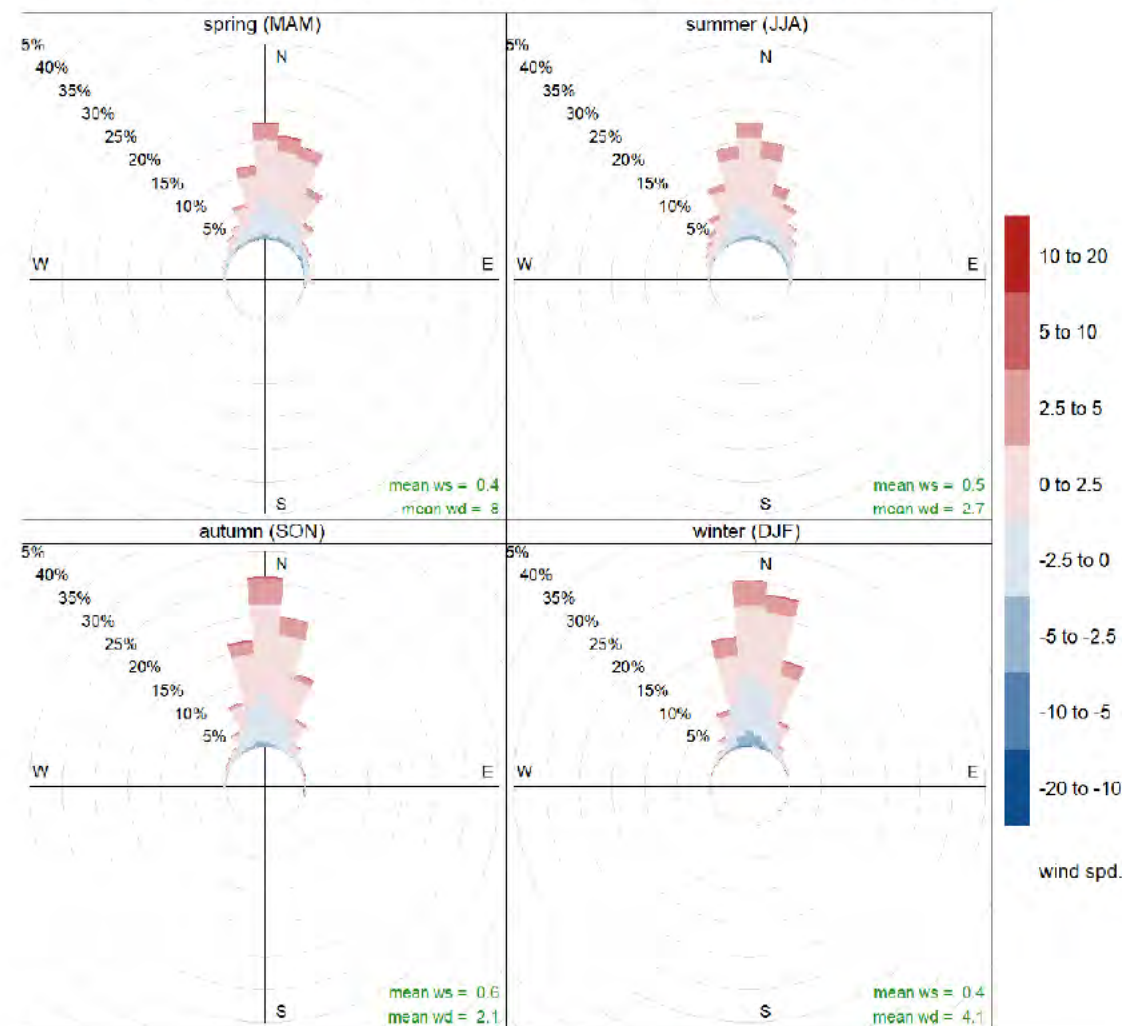 spring (MAM)
5%
40%
35%
30%
25%
20%
15%
10%
5%
N
W
E
S
mean ws = 0.4
mean wd = 8
summer (JJA)
5%
40%
35%
30%
25%
20%
15%
10%
5%
N
W
E
S
mean ws = 0.5
mean wd = 2.7
autumn (SON)
5%
40%
35%
30%
25%
20%
15%
10%
5%
N
W
E
S
mean ws = 0.6
mean wd = 2.1
winter (DJF)
5%
40%
35%
30%
25%
20%
15%
10%
5%
N
W
E
S
mean ws = 0.4
mean wd = 4.1
10 to 20
5 to 10
2.5 to 5
0 to 2.5
-2.5 to 0
-5 to -2.5
-10 to -5
-20 to -10
wind spd.